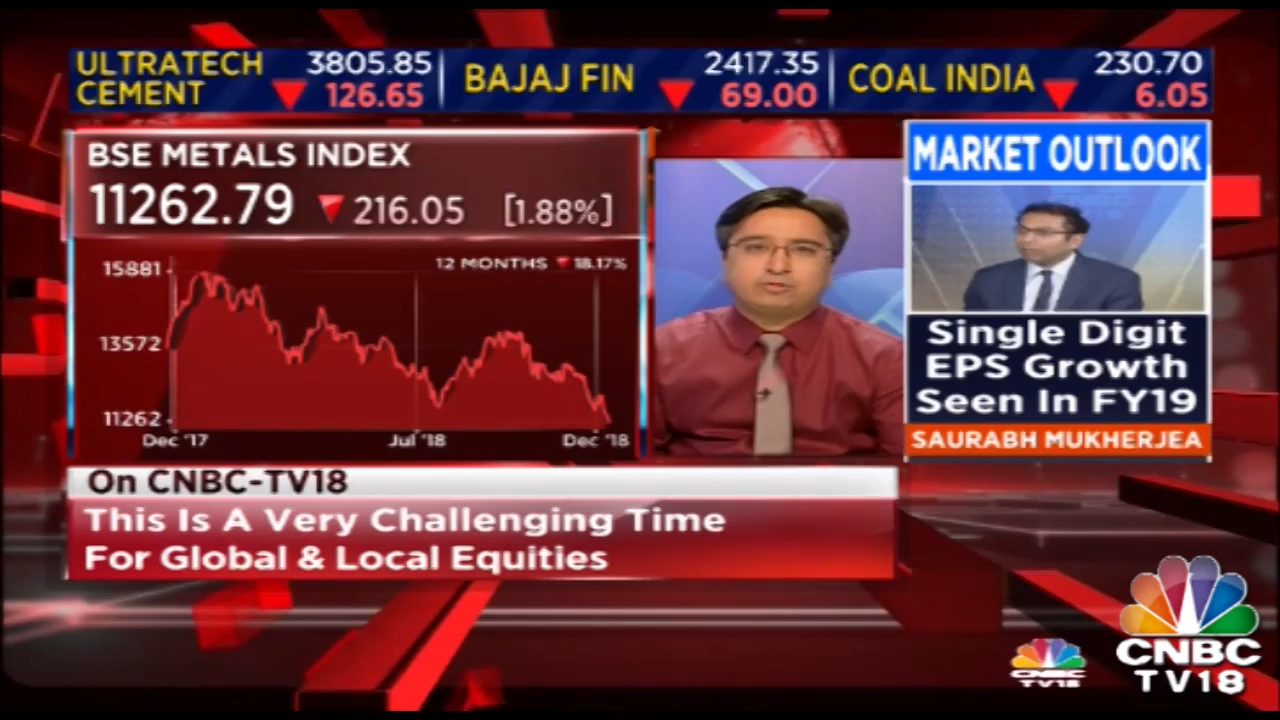 ULTRATECH CEMENT 3805.85 ▼ 126.65
BAJAJ FIN 2417.35 ▼ 69.00
COAL INDIA 230.70 ▼ 6.05
BSE METALS INDEX
11262.79 ▼ 216.05 [1.88%]
12 MONTHS ▼ 18.17%
15881
13572
11262
Dec '17 Jul '18 Dec '18
MARKET OUTLOOK
Single Digit
EPS Growth
Seen In FY19
SAURABH MUKHERJEA
On CNBC-TV18
This Is A Very Challenging Time
For Global & Local Equities
CNBC
TV18
CNBC
TV18